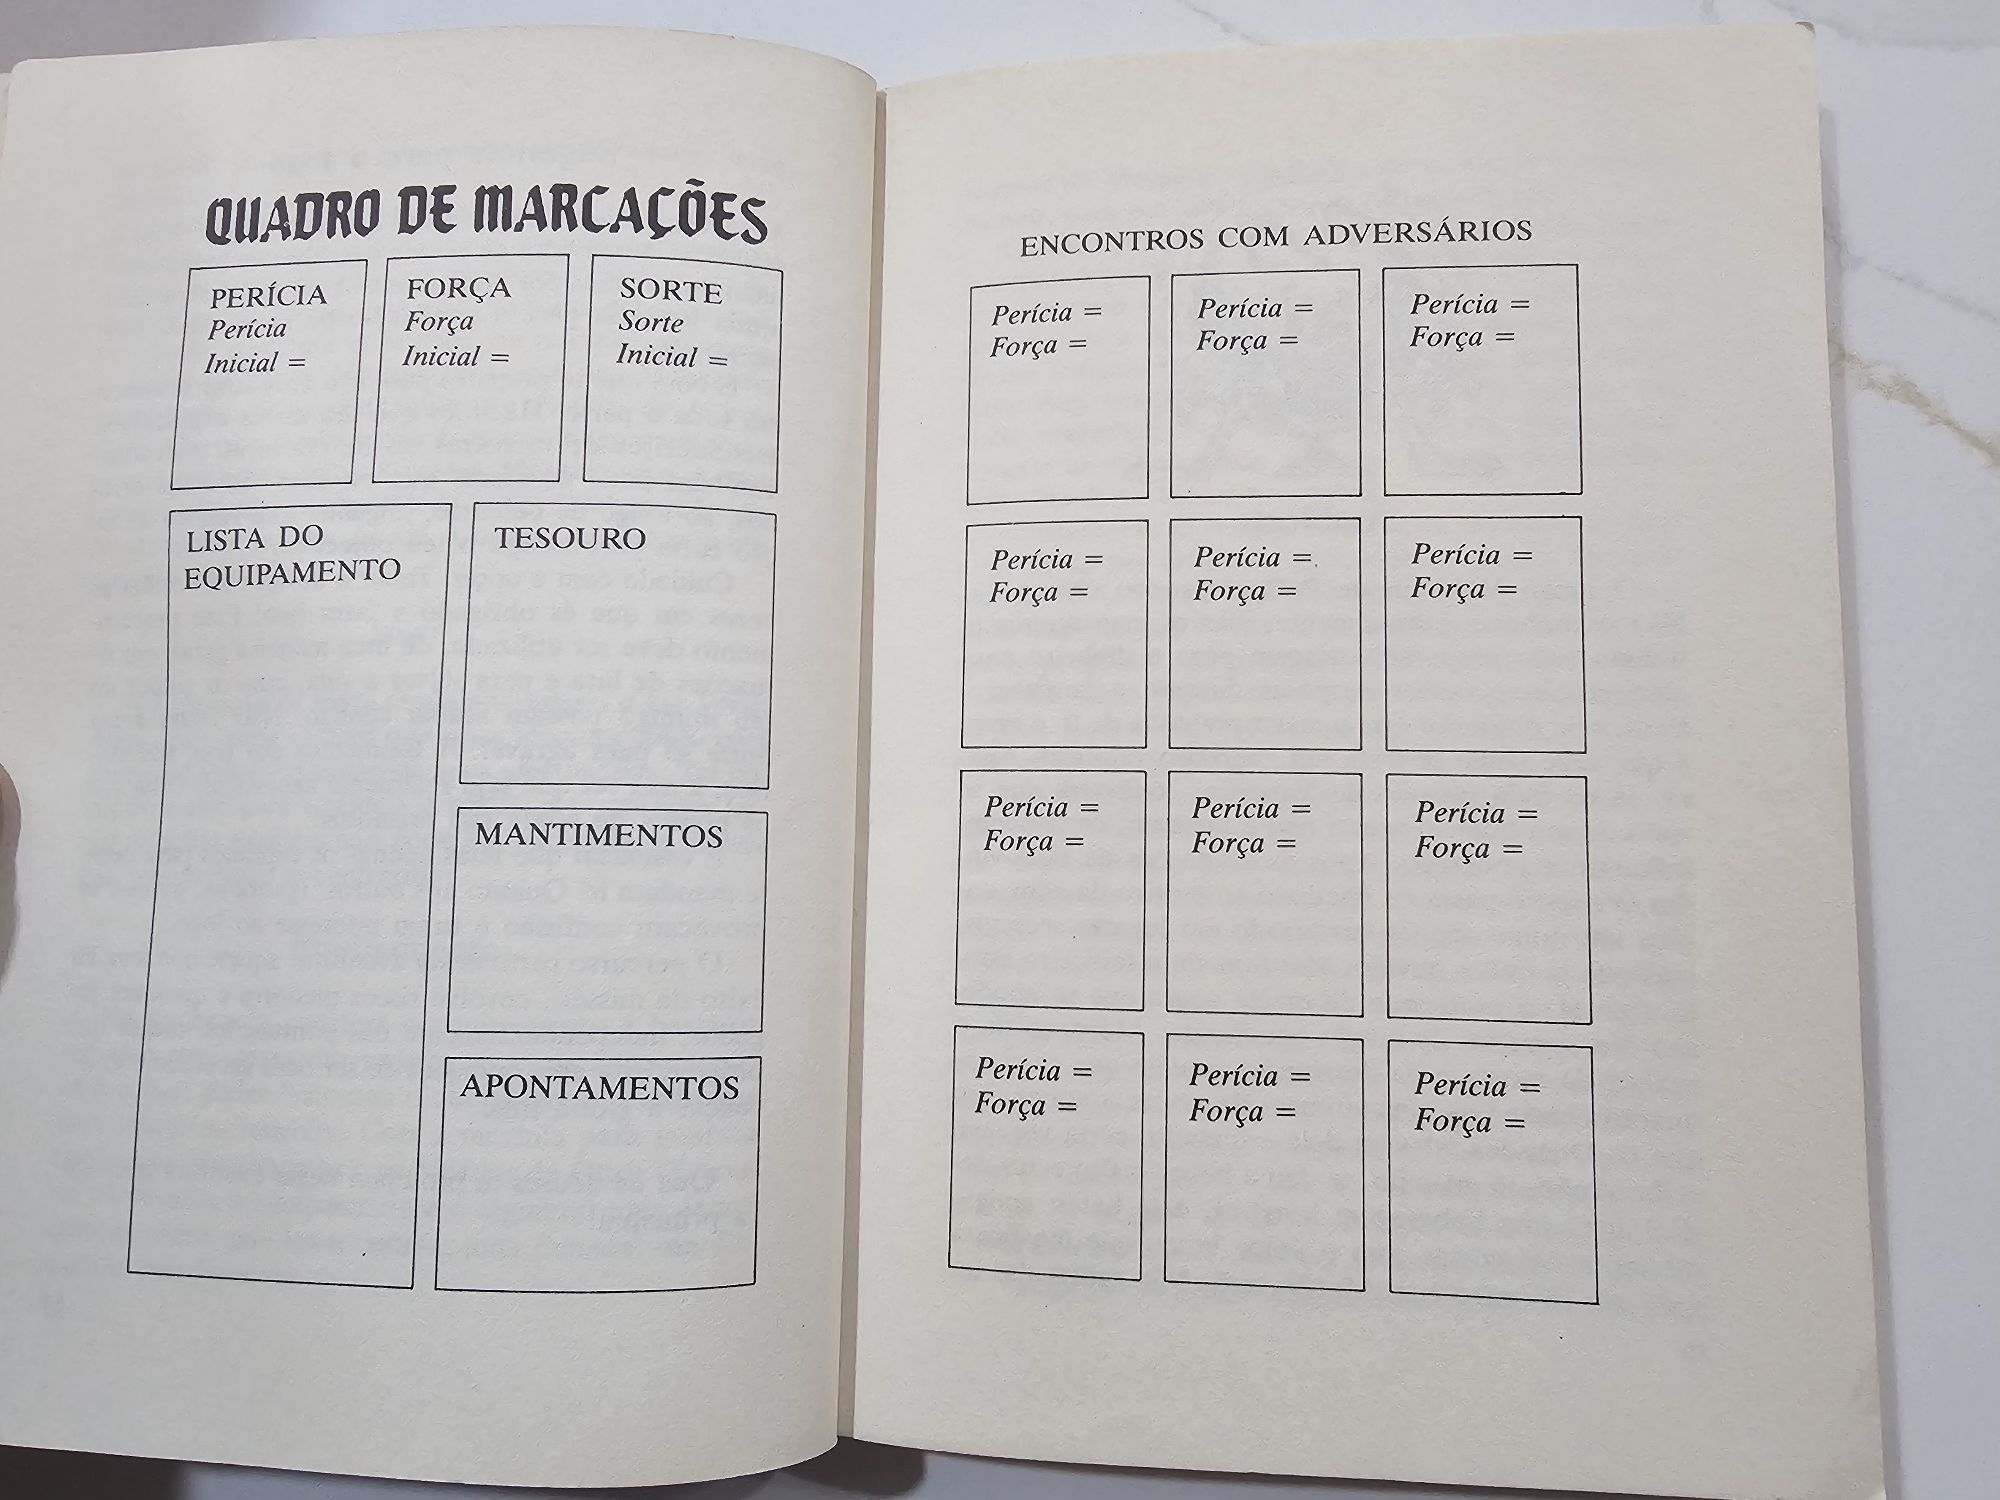 QUADRO DE MARCAÇÕES
PERÍCIA
Perícia
Inicial =
FORÇA
Força
Inicial =
SORTE
Sorte
Inicial =
LISTA DO
EQUIPAMENTO
TESOURO
MANTIMENTOS
APONTAMENTOS
ENCONTROS COM ADVERSÁRIOS
Perícia =
Força =
Perícia =
Força =
Perícia =
Força =
Perícia =
Força =
Perícia =
Força =
Perícia =
Força =
Perícia =
Força =
Perícia =
Força =
Perícia =
Força =
Perícia =
Força =
Perícia =
Força =
Perícia =
Força =